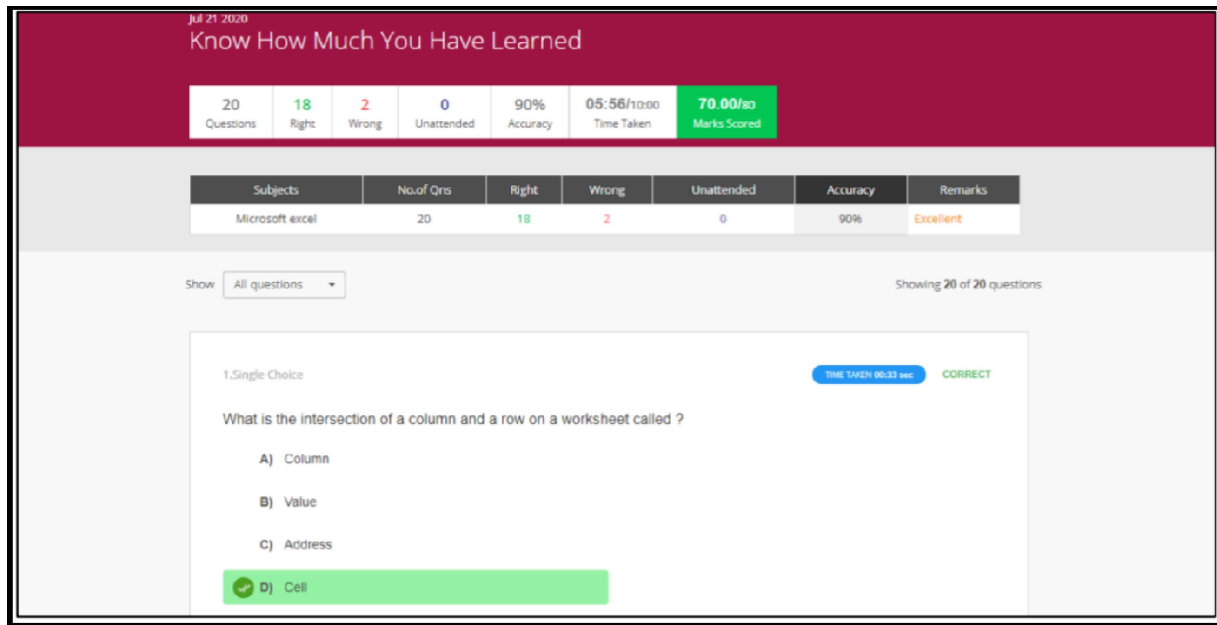 Jul 21 2020
Know How Much You Have Learned
20 18 2 0 90% 05:56/10:00 70.00/80
Questions Right Wrong Unattended Accuracy Time Taken Marks Scored
Subjects No.of Qns Right Wrong Unattended Accuracy Remarks
Microsoft excel 20 18 2 0 90% Excellent
Show All questions Showing 20 of 20 questions
1.Single Choice TIME TAKEN 00:33 sec CORRECT
What is the intersection of a column and a row on a worksheet called ?
A) Column
B) Value
C) Address
D) Cell